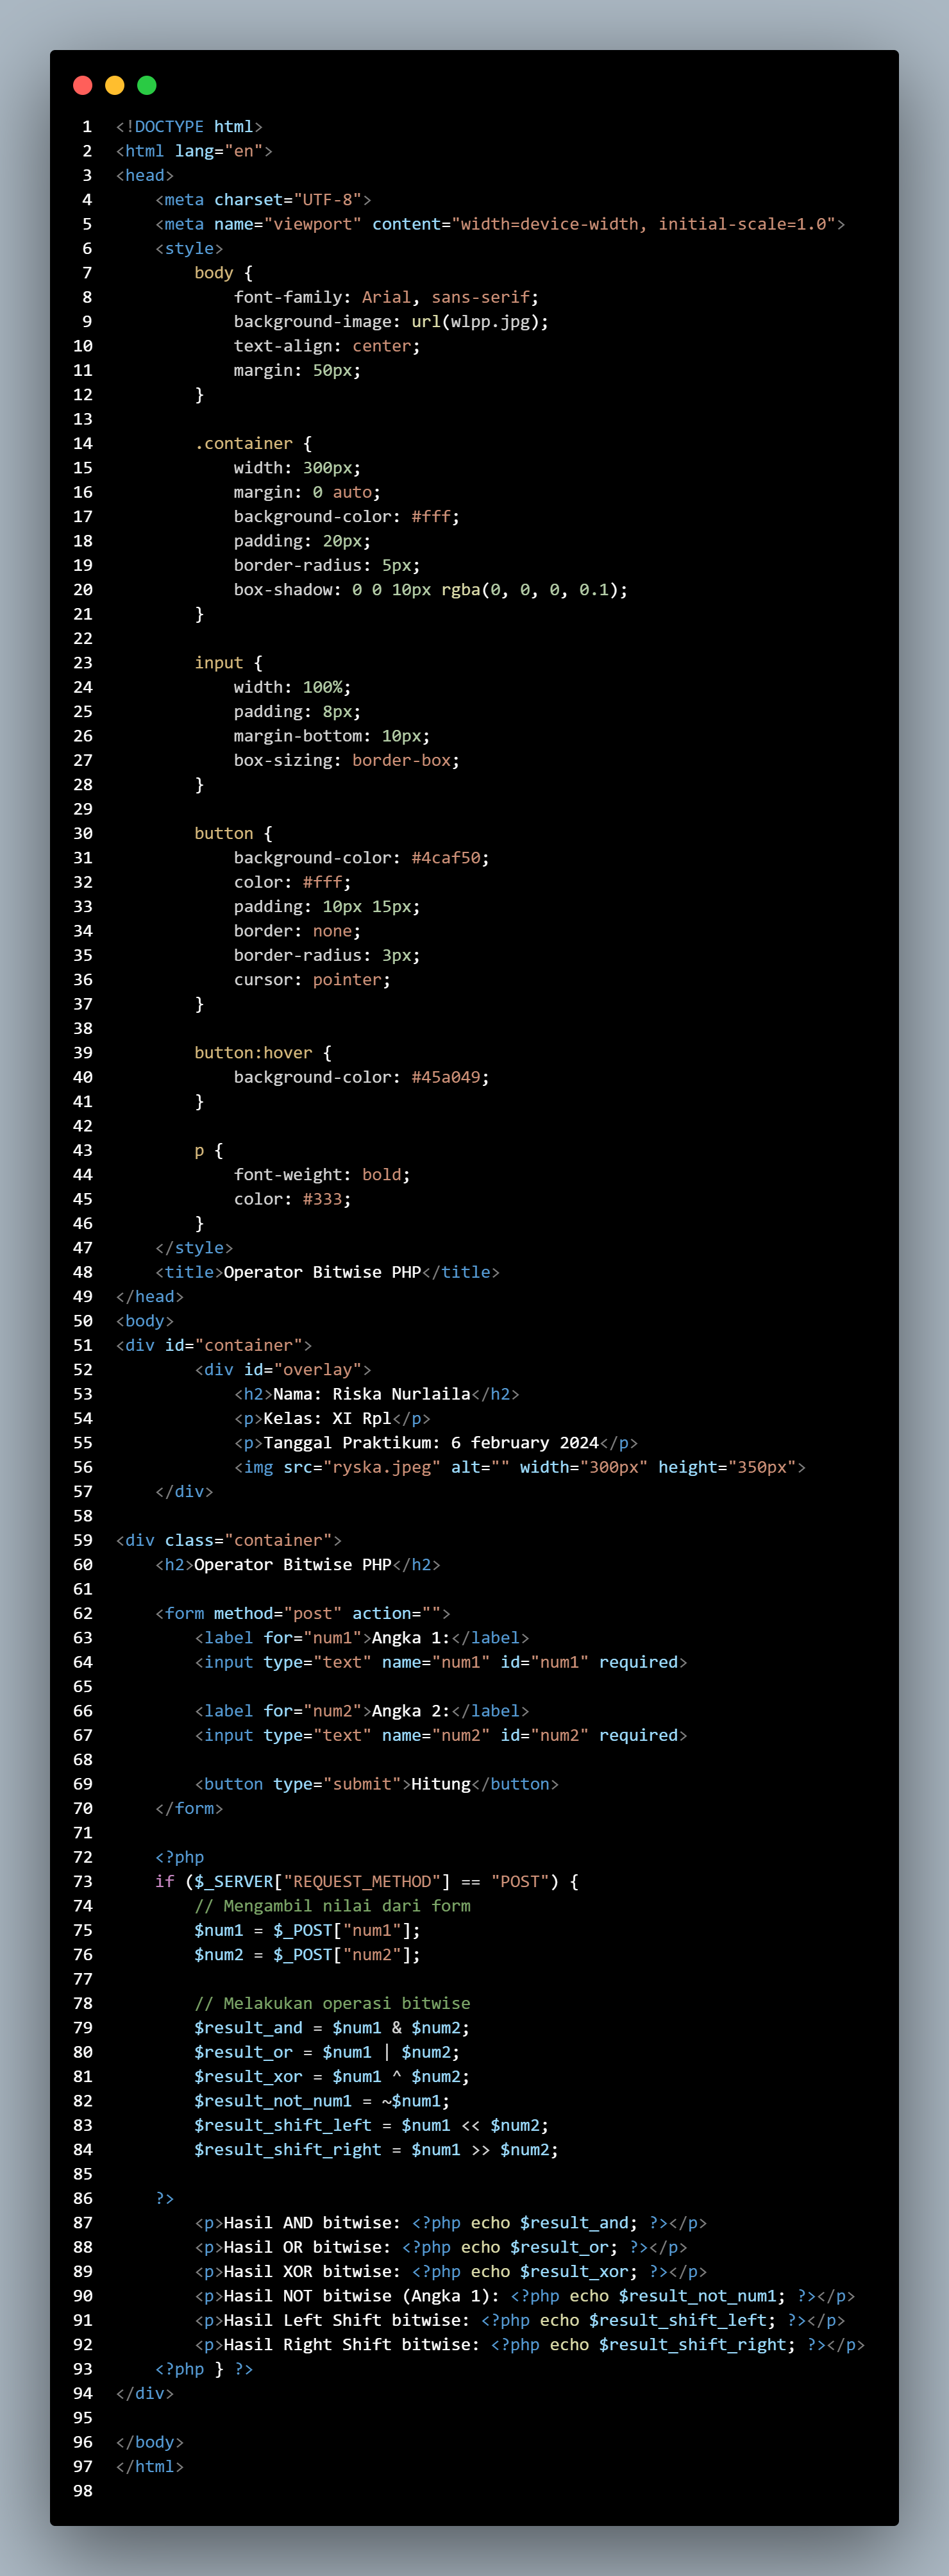 1 <!DOCTYPE html>
2 <html lang="en">
3 <head>
4     <meta charset="UTF-8">
5     <meta name="viewport" content="width=device-width, initial-scale=1.0">
6     <style>
7         body {
8             font-family: Arial, sans-serif;
9             background-image: url(wlpp.jpg);
10             text-align: center;
11             margin: 50px;
12         }
13
14         .container {
15             width: 300px;
16             margin: 0 auto;
17             background-color: #fff;
18             padding: 20px;
19             border-radius: 5px;
20             box-shadow: 0 0 10px rgba(0, 0, 0, 0.1);
21         }
22
23         input {
24             width: 100%;
25             padding: 8px;
26             margin-bottom: 10px;
27             box-sizing: border-box;
28         }
29
30         button {
31             background-color: #4caf50;
32             color: #fff;
33             padding: 10px 15px;
34             border: none;
35             border-radius: 3px;
36             cursor: pointer;
37         }
38
39         button:hover {
40             background-color: #45a049;
41         }
42
43         p {
44             font-weight: bold;
45             color: #333;
46         }
47     </style>
48     <title>Operator Bitwise PHP</title>
49 </head>
50 <body>
51 <div id="container">
52         <div id="overlay">
53             <h2>Nama: Riska Nurlaila</h2>
54             <p>Kelas: XI Rpl</p>
55             <p>Tanggal Praktikum: 6 february 2024</p>
56             <img src="ryska.jpeg" alt="" width="300px" height="350px">
57     </div>
58
59 <div class="container">
60     <h2>Operator Bitwise PHP</h2>
61
62     <form method="post" action="">
63         <label for="num1">Angka 1:</label>
64         <input type="text" name="num1" id="num1" required>
65
66         <label for="num2">Angka 2:</label>
67         <input type="text" name="num2" id="num2" required>
68
69         <button type="submit">Hitung</button>
70     </form>
71
72     <?php
73     if ($_SERVER["REQUEST_METHOD"] == "POST") {
74         // Mengambil nilai dari form
75         $num1 = $_POST["num1"];
76         $num2 = $_POST["num2"];
77
78         // Melakukan operasi bitwise
79         $result_and = $num1 & $num2;
80         $result_or = $num1 | $num2;
81         $result_xor = $num1 ^ $num2;
82         $result_not_num1 = ~$num1;
83         $result_shift_left = $num1 << $num2;
84         $result_shift_right = $num1 >> $num2;
85
86     ?>
87         <p>Hasil AND bitwise: <?php echo $result_and; ?></p>
88         <p>Hasil OR bitwise: <?php echo $result_or; ?></p>
89         <p>Hasil XOR bitwise: <?php echo $result_xor; ?></p>
90         <p>Hasil NOT bitwise (Angka 1): <?php echo $result_not_num1; ?></p>
91         <p>Hasil Left Shift bitwise: <?php echo $result_shift_left; ?></p>
92         <p>Hasil Right Shift bitwise: <?php echo $result_shift_right; ?></p>
93     <?php } ?>
94 </div>
95
96 </body>
97 </html>
98